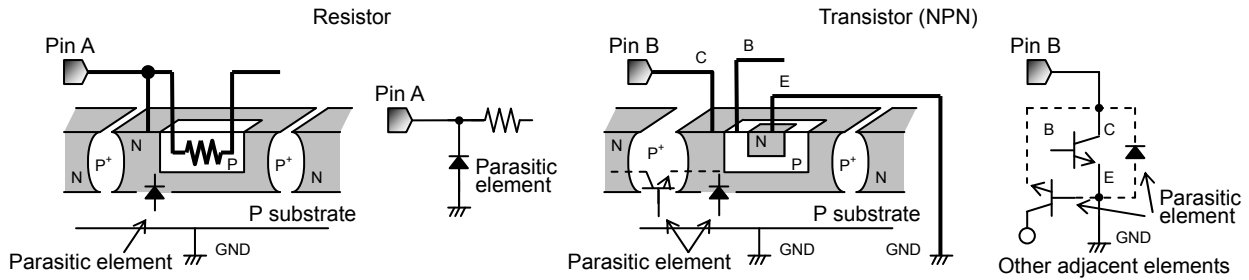 Resistor
Transistor (NPN)
Pin A
N
P+
N
P
P+
N
Parasitic element
P substrate
GND
Pin A
Parasitic
element
Pin B
C
B
E
N
P+
N
P
P+
N
P substrate
Parasitic element
GND
GND
Pin B
B
C
E
Parasitic
element
GND
Other adjacent elements